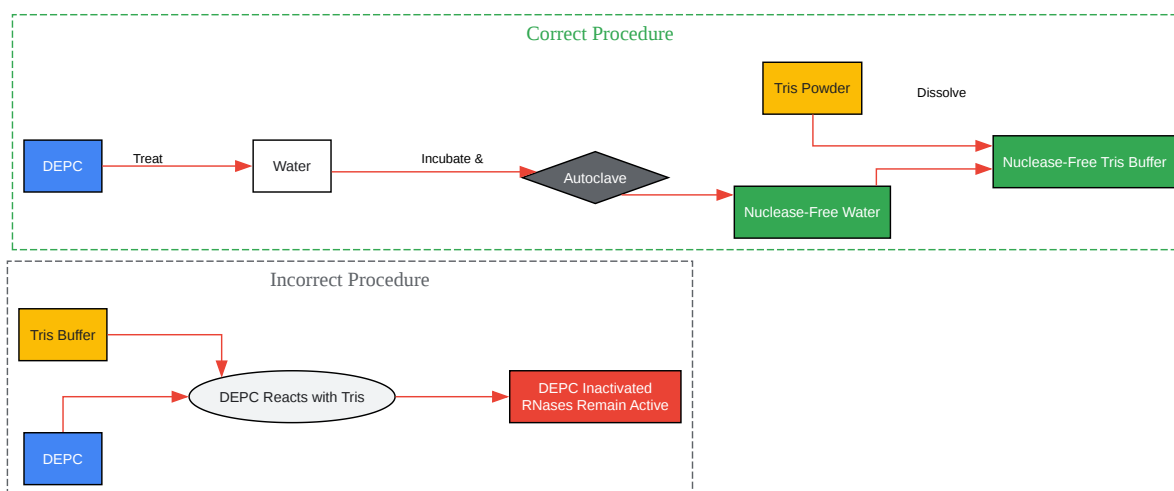 Correct Procedure
Tris Powder
Dissolve
DEPC
Treat
Water
Incubate &
Autoclave
Nuclease-Free Water
Nuclease-Free Tris Buffer
Incorrect Procedure
Tris Buffer
DEPC Reacts with Tris
DEPC Inactivated
RNases Remain Active
DEPC